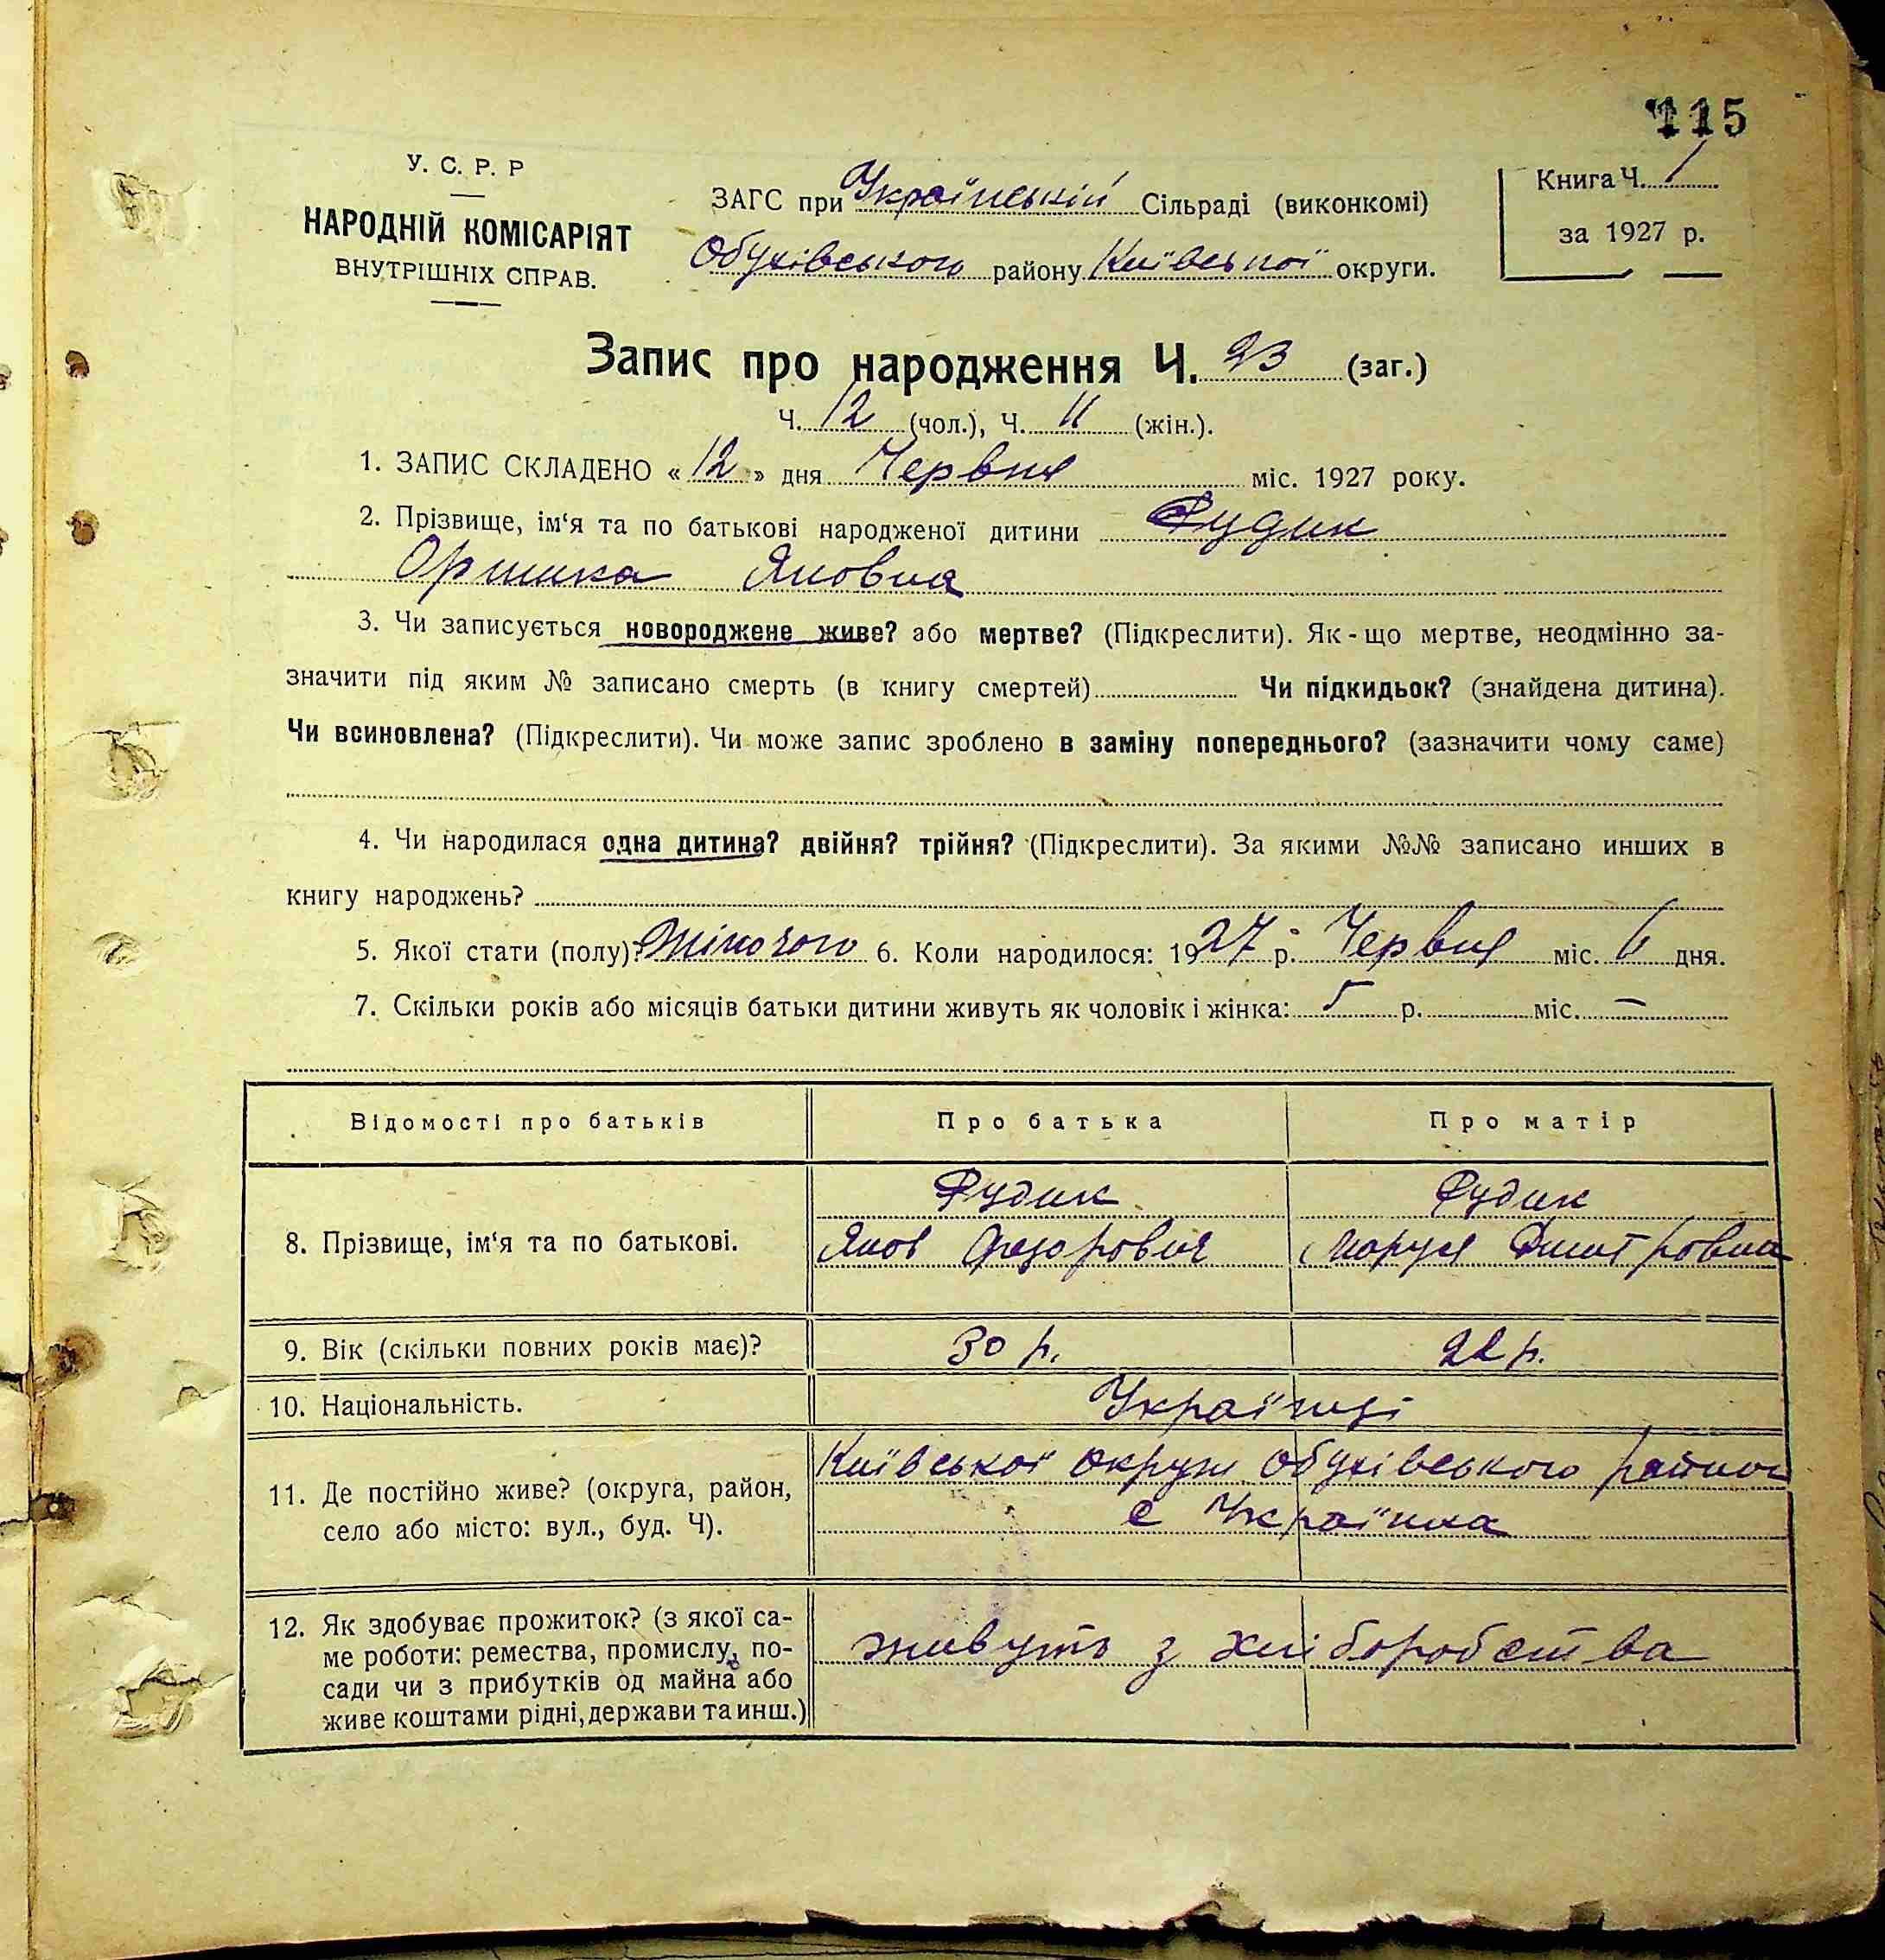 115
У. С. Р. Р
НАРОДНІЙ КОМІСАРІЯТ
ВНУТРІШНІХ СПРАВ.
ЗАГС при Українській Сільраді (виконкомі)
Обухівського району Київської округи.
Книга Ч. 1
за 1927 р.
Запис про народження Ч. 23 (заг.)
Ч. 12 (чол.), Ч. 11 (жін.).
1. ЗАПИС СКЛАДЕНО « 12 » дня Червня міс. 1927 року.
2. Прізвище, ім‘я та по батькові народженої дитини Рудик
Оришка Яковна
3. Чи записується новороджене живе? або мертве? (Підкреслити). Як-що мертве, неодмінно за-
значити під яким № записано смерть (в книгу смертей) Чи підкидьок? (знайдена дитина).
Чи всиновлена? (Підкреслити). Чи може запис зроблено в заміну попереднього? (зазначити чому саме)
4. Чи народилася одна дитина? двійня? трійня? (Підкреслити). За якими №№ записано инших в
книгу народжень?
5. Якої стати (полу)? Жіночого 6. Коли народилося: 1927 р. Червня міс. 6 дня.
7. Скільки років або місяців батьки дитини живуть як чоловік і жінка: 5 р. міс. —
Відомості про батьків Про батька Про матір
Рудик Рудик
8. Прізвище, ім‘я та по батькові. Яков Федорович Маруся Дмитровна
9. Вік (скільки повних років має)? 30 р. 22 р.
10. Національність. Українці
Київської округи Обухівського району
11. Де постійно живе? (округа, район,
село або місто: вул., буд. Ч). с Українка
12. Як здобуває прожиток? (з якої са-
ме роботи: ремества, промислу, по- живуть з хліборобства
сади чи з прибутків од майна або
живе коштами рідні, держави та инш.)